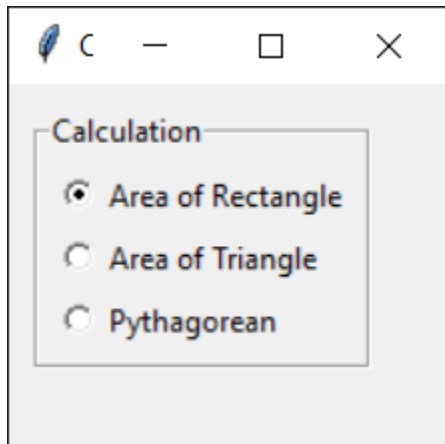 C
Calculation
Area of Rectangle
Area of Triangle
Pythagorean